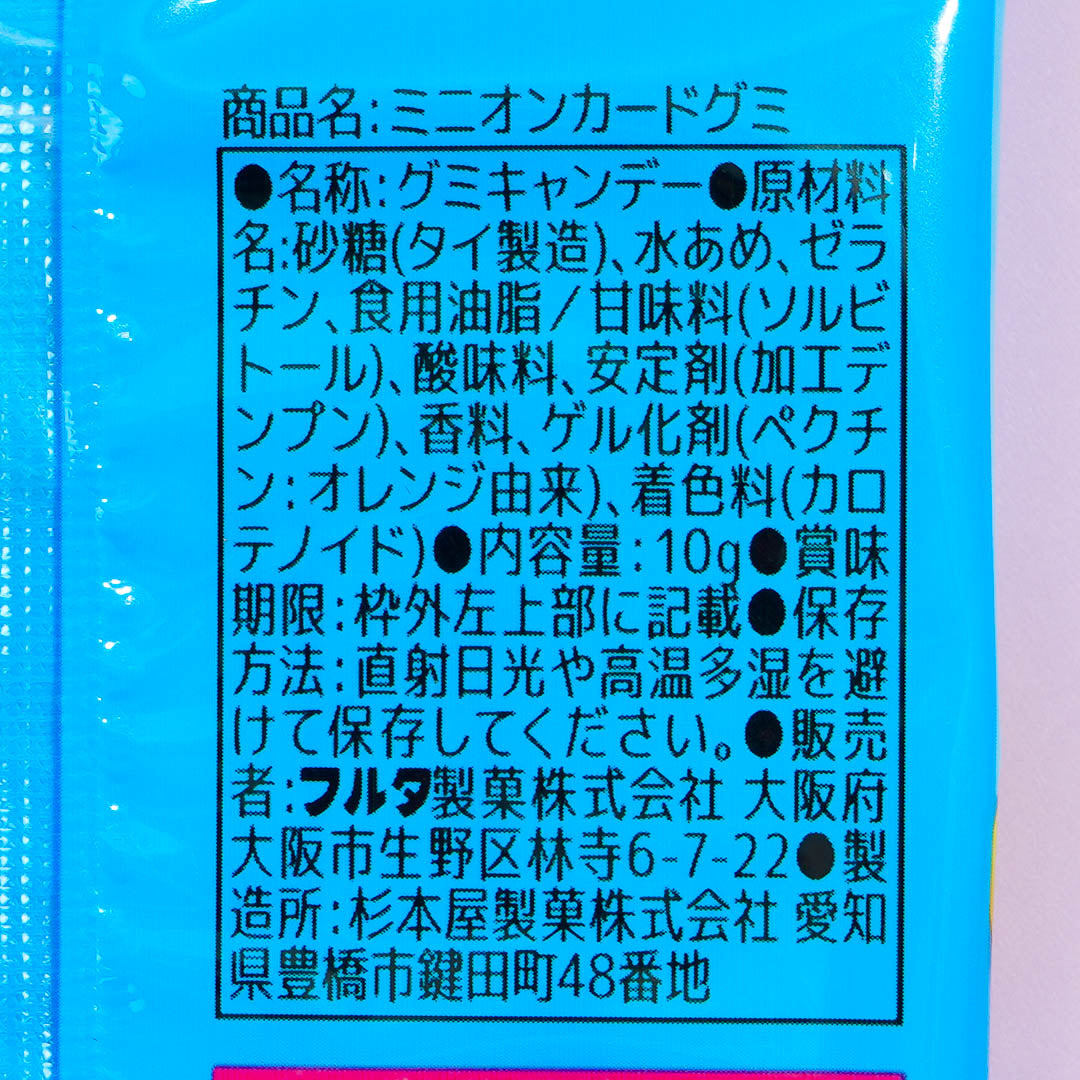 商品名:ミニオンカードグミ
●名称:グミキャンデー●原材料
名:砂糖(タイ製造)、水あめ、ゼラ
チン、食用油脂/甘味料(ソルビ
トール)、酸味料、安定剤(加工デ
ンプン)、香料、ゲル化剤(ペクチ
ン:オレンジ由来)、着色料(カロ
テノイド)●内容量:10g●賞味
期限:枠外左上部に記載●保存
方法:直射日光や高温多湿を避
けて保存してください。●販売
者:フルタ製菓株式会社 大阪府
大阪市生野区林寺6-7-22●製
造所:杉本屋製菓株式会社 愛知
県豊橋市鍵田町48番地